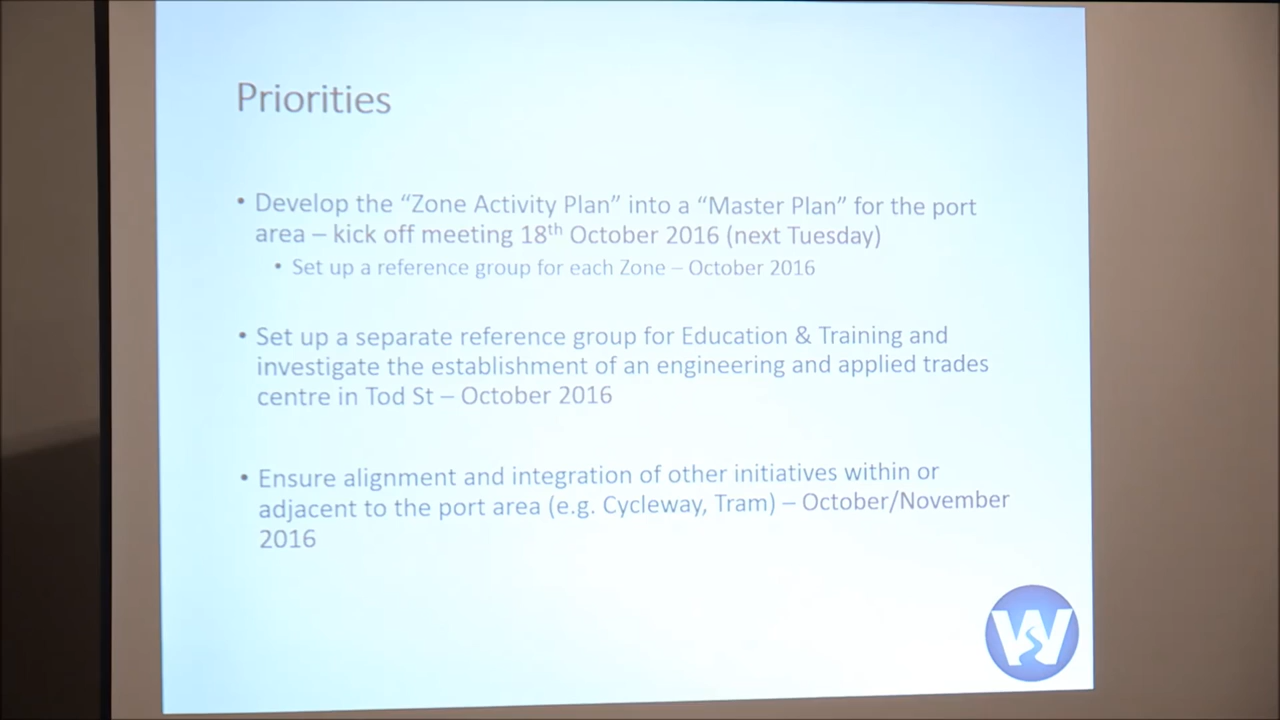 Priorities
• Develop the “Zone Activity Plan” into a “Master Plan” for the port
area – kick off meeting 18th October 2016 (next Tuesday)
• Set up a reference group for each Zone – October 2016
• Set up a separate reference group for Education & Training and
investigate the establishment of an engineering and applied trades
centre in Tod St – October 2016
• Ensure alignment and integration of other initiatives within or
adjacent to the port area (e.g. Cycleway, Tram) – October/November
2016
W